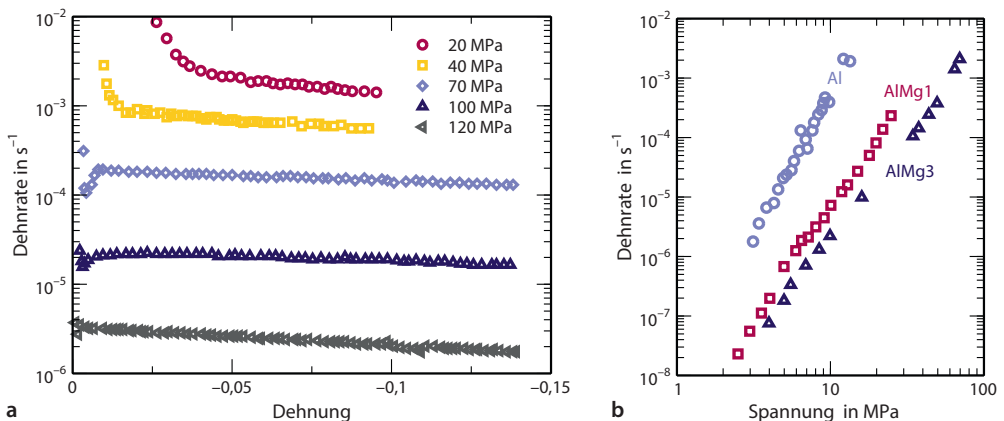 10⁻²
10⁻³
10⁻⁴
10⁻⁵
10⁻⁶
Dehnrate in s⁻¹
0
−0,05
−0,1
−0,15
Dehnung
20 MPa
40 MPa
70 MPa
100 MPa
120 MPa
a
10⁻²
10⁻³
10⁻⁴
10⁻⁵
10⁻⁶
10⁻⁷
10⁻⁸
Dehnrate in s⁻¹
Al
AlMg1
AlMg3
1
10
100
Spannung in MPa
b